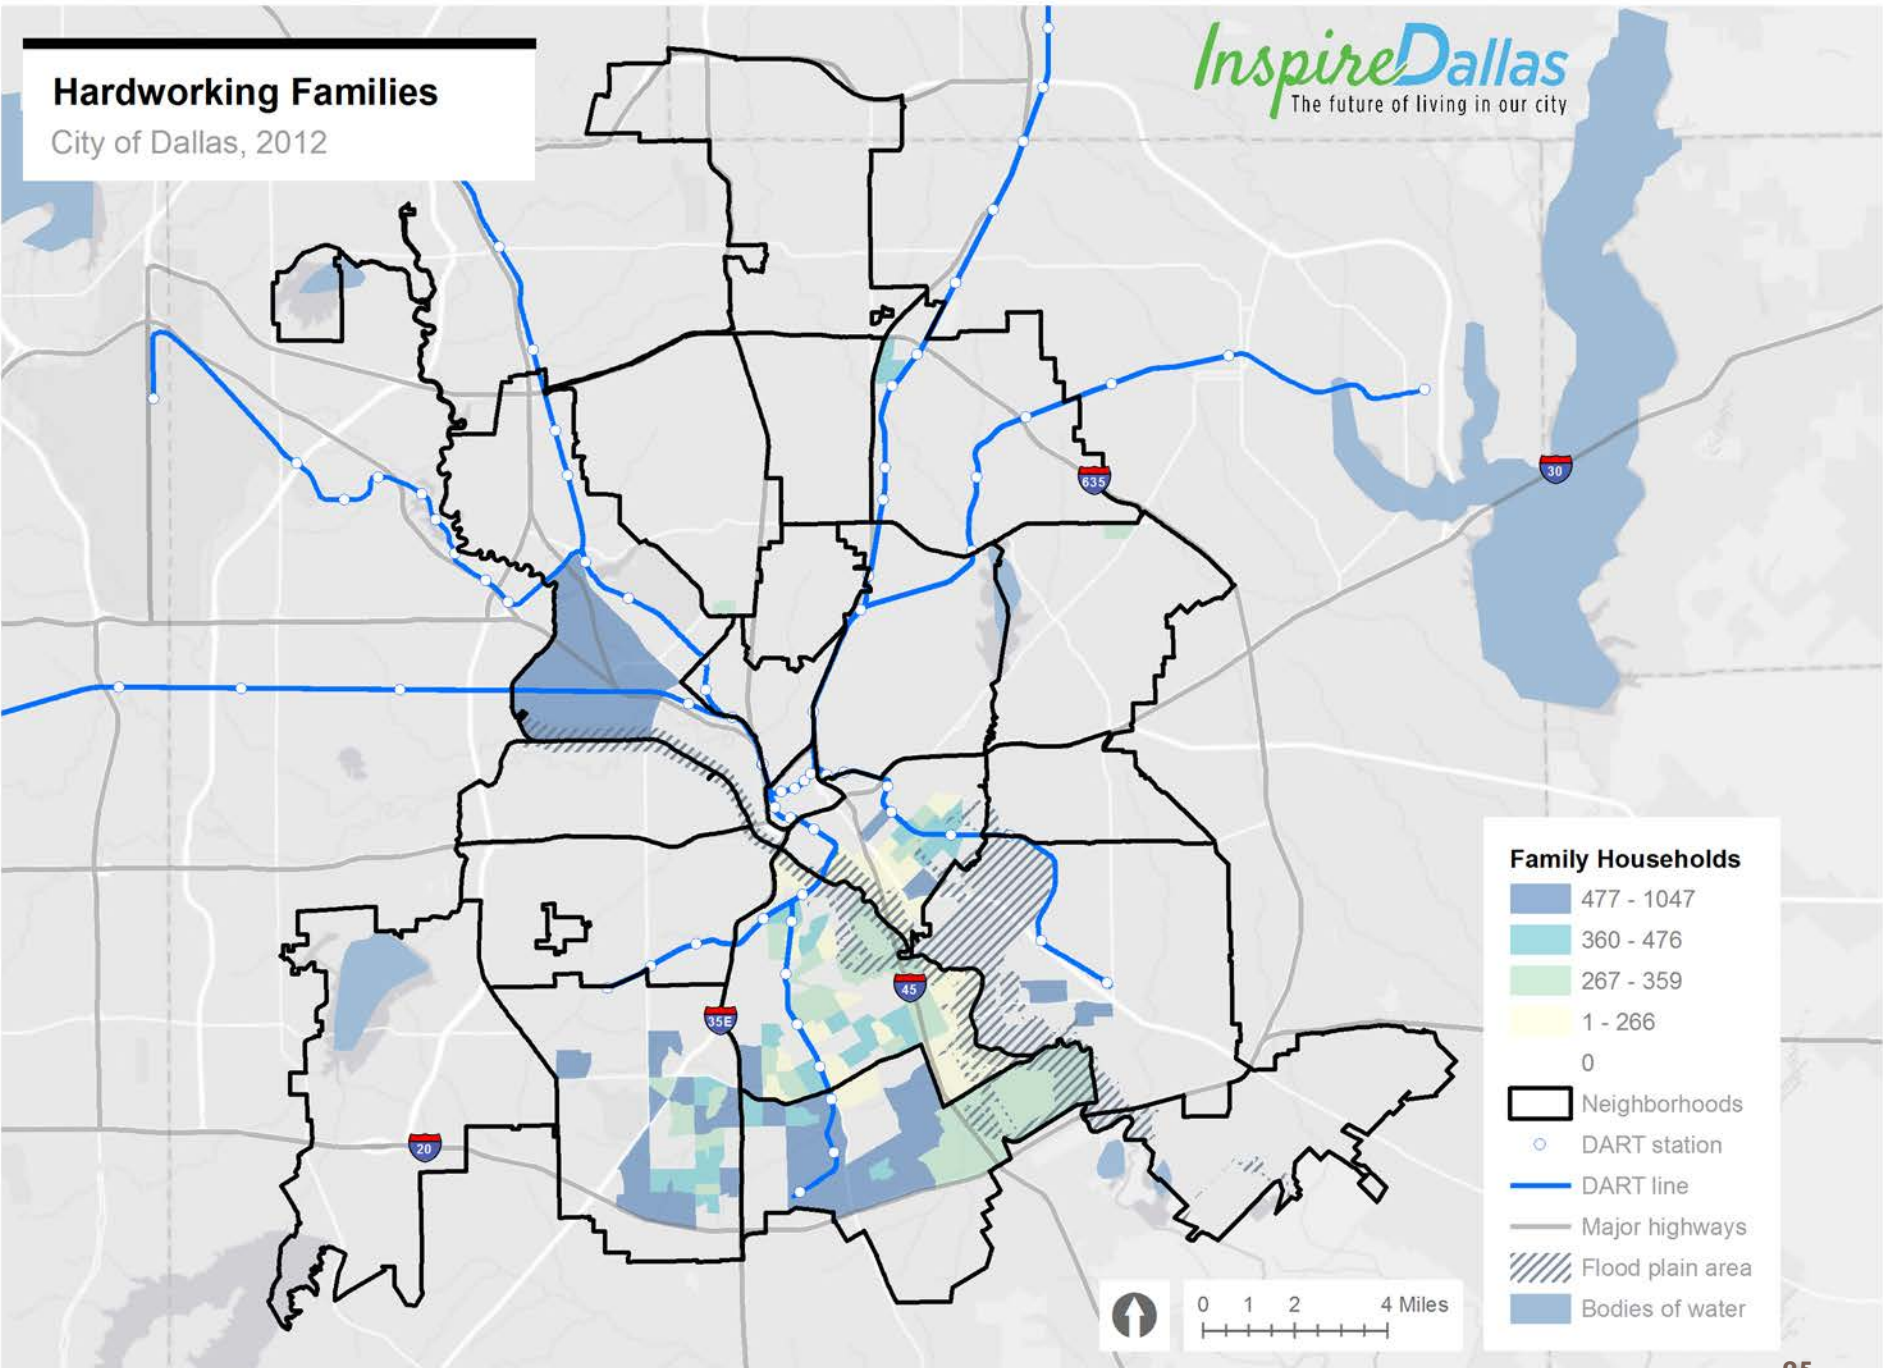 Hardworking Families
City of Dallas, 2012
InspireDallas
The future of living in our city
635
30
45
35E
20
Family Households
477 - 1047
360 - 476
267 - 359
1 - 266
0
Neighborhoods
DART station
DART line
Major highways
Flood plain area
Bodies of water
0 1 2 4 Miles